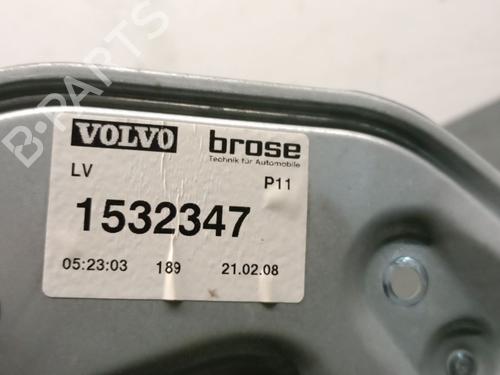 B-PARTS
VOLVO brose
Technik für Automobile
LV P11
1532347
05:23:03 189 21.02.08